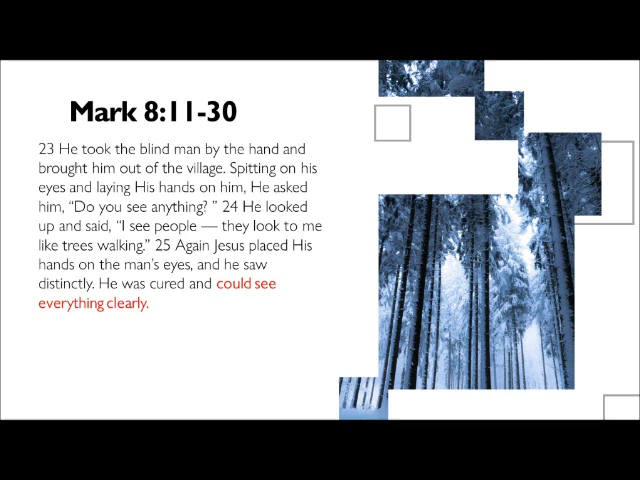 Mark 8:11-30
23 He took the blind man by the hand and
brought him out of the village. Spitting on his
eyes and laying His hands on him, He asked
him, “Do you see anything? ” 24 He looked
up and said, “I see people — they look to me
like trees walking.” 25 Again Jesus placed His
hands on the man’s eyes, and he saw
distinctly. He was cured and could see
everything clearly.